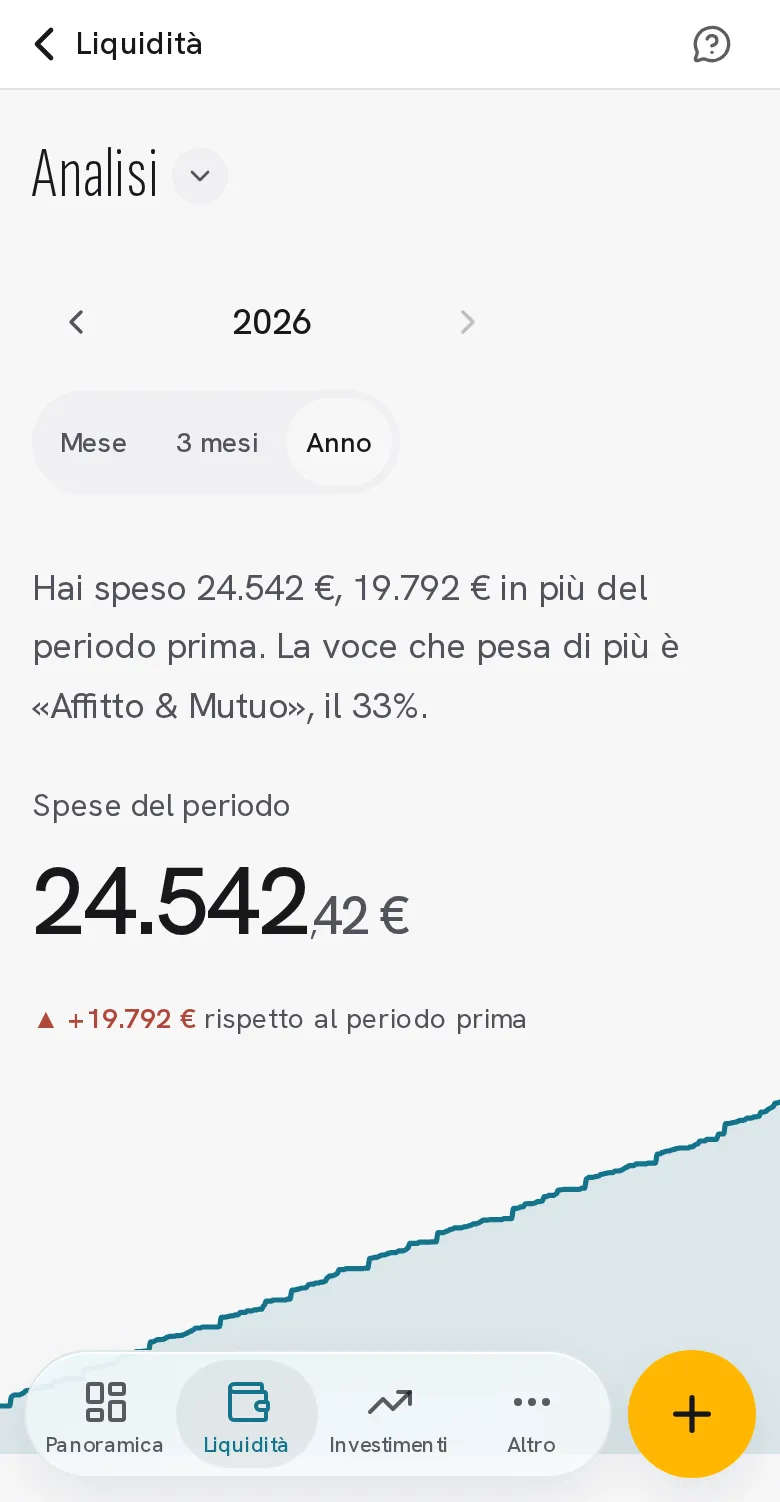 Liquidità
Analisi
2026
Mese 3 mesi Anno
Hai speso 24.542 €, 19.792 € in più del
periodo prima. La voce che pesa di più è
«Affitto & Mutuo», il 33%.
Spese del periodo
24.542,42 €
▲ +19.792 € rispetto al periodo prima
Panoramica Liquidità Investimenti Altro